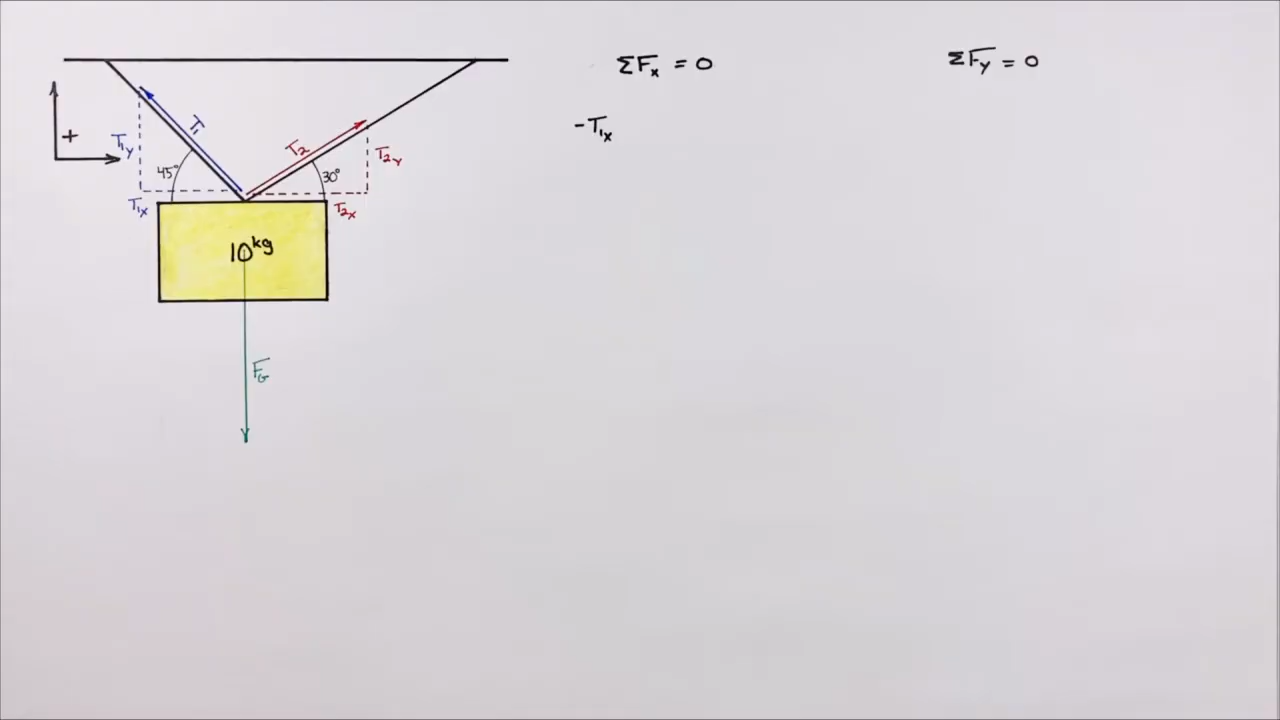 ΣFx = 0
ΣFy = 0
-T1x
+
T1y
T1
T2
T2y
45°
30°
T1x
T2x
10kg
FG